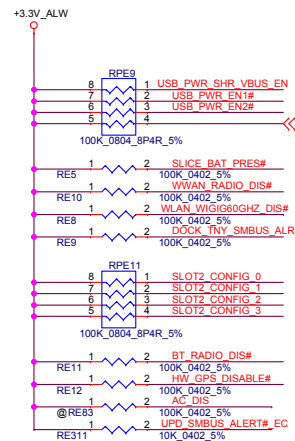 +3.3V_ALW
RPE9
8 1 USB_PWR_SHR_VBUS_EN
7 2 USB_PWR_EN1#
6 3 USB_PWR_EN2#
5 4
100K_0804_8P4R_5%
1 2 SLICE_BAT_PRES#
RE5 100K_0402_5%
1 2 WWAN_RADIO_DIS#
RE10 100K_0402_5%
1 2 WLAN_WIGIG60GHZ_DIS#
RE8 100K_0402_5%
1 2 DOCK_TNY_SMBUS_ALR
RE9 100K_0402_5%
RPE11
8 1 SLOT2_CONFIG_0
7 2 SLOT2_CONFIG_1
6 3 SLOT2_CONFIG_2
5 4 SLOT2_CONFIG_3
100K_0804_8P4R_5%
1 2 BT_RADIO_DIS#
RE11 100K_0402_5%
1 2 HW_GPS_DISABLE#
RE12 100K_0402_5%
1 2 AC_DIS
@RE83 100K_0402_5%
1 2 UPD_SMBUS_ALERT#_EC
RE311 10K_0402_5%